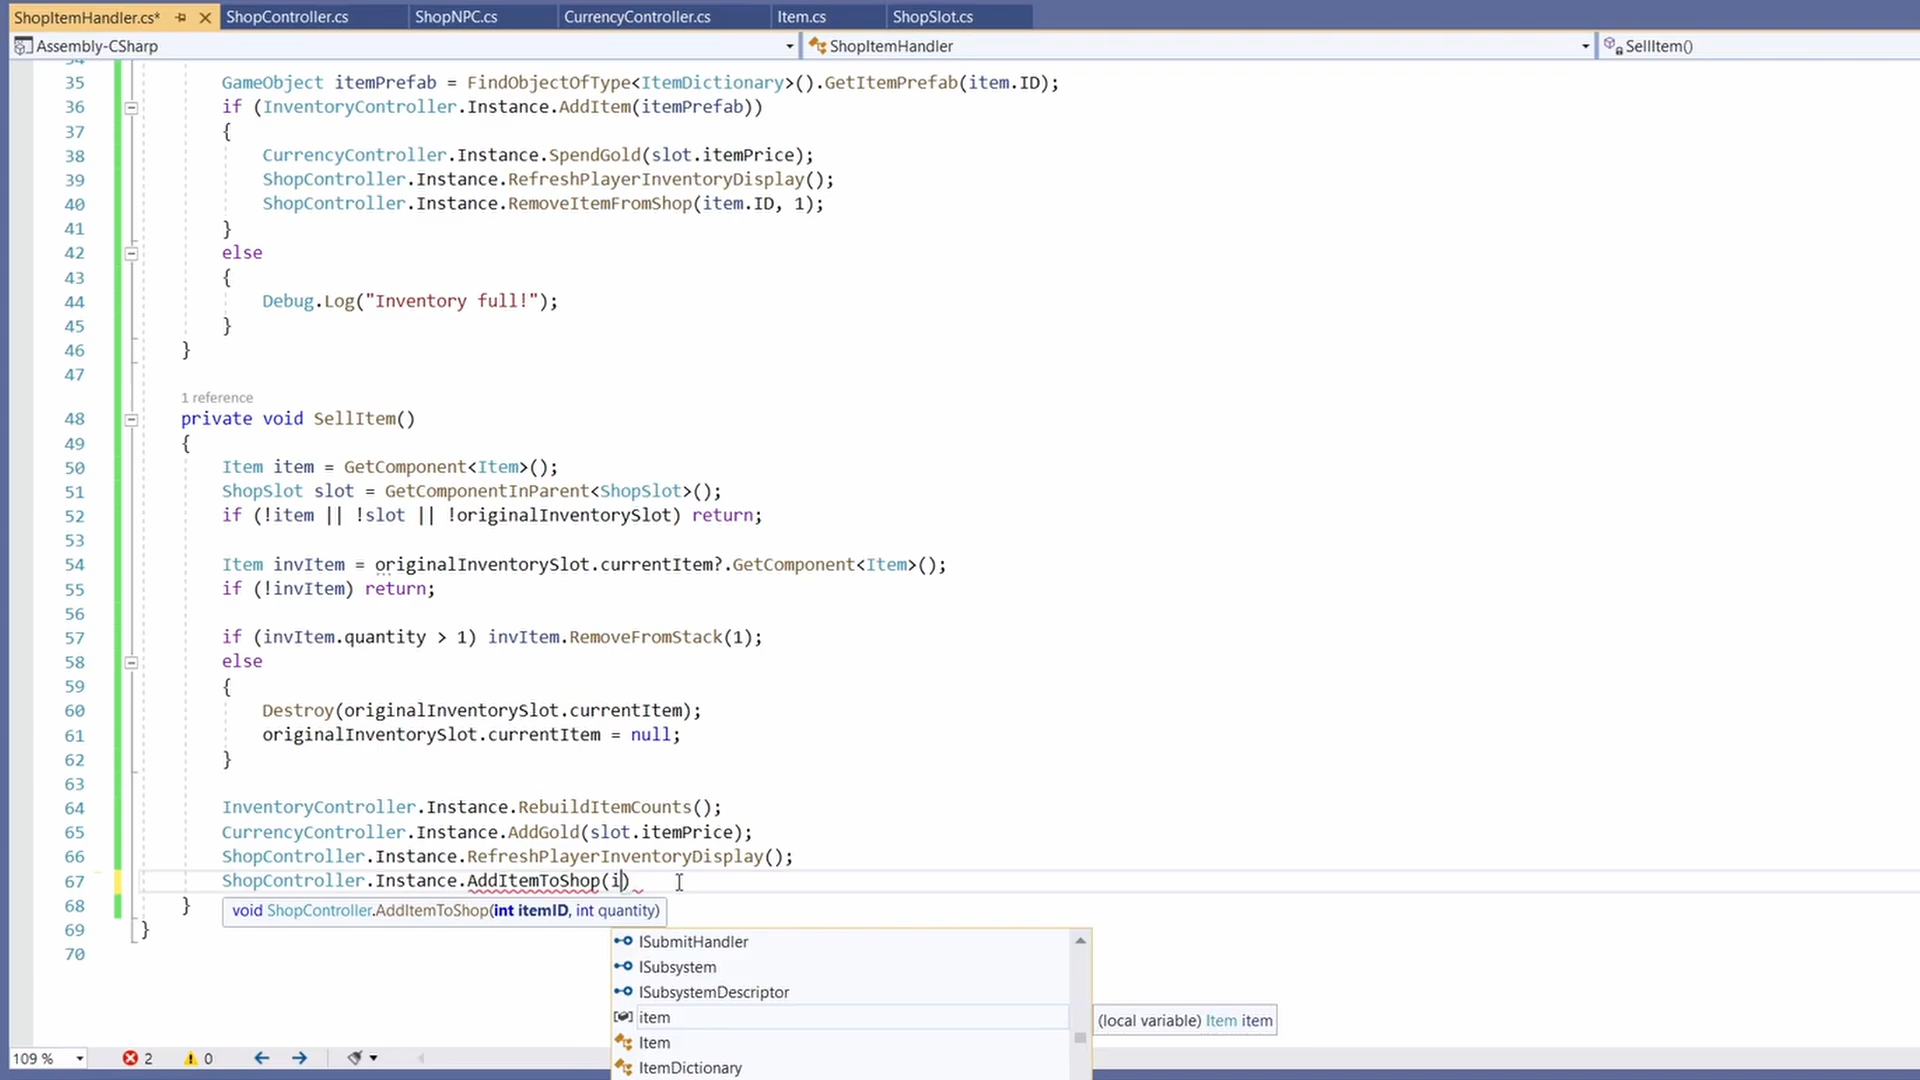 ShopItemHandler.cs* ShopController.cs ShopNPC.cs CurrencyController.cs Item.cs ShopSlot.cs
Assembly-CSharp ShopItemHandler SellItem()
35 GameObject itemPrefab = FindObjectOfType<ItemDictionary>().GetItemPrefab(item.ID);
36 if (InventoryController.Instance.AddItem(itemPrefab))
37 {
38 CurrencyController.Instance.SpendGold(slot.itemPrice);
39 ShopController.Instance.RefreshPlayerInventoryDisplay();
40 ShopController.Instance.RemoveItemFromShop(item.ID, 1);
41 }
42 else
43 {
44 Debug.Log("Inventory full!");
45 }
46 }
47
1 reference
48 private void SellItem()
49 {
50 Item item = GetComponent<Item>();
51 ShopSlot slot = GetComponentInParent<ShopSlot>();
52 if (!item || !slot || !originalInventorySlot) return;
53
54 Item invItem = originalInventorySlot.currentItem?.GetComponent<Item>();
55 if (!invItem) return;
56
57 if (invItem.quantity > 1) invItem.RemoveFromStack(1);
58 else
59 {
60 Destroy(originalInventorySlot.currentItem);
61 originalInventorySlot.currentItem = null;
62 }
63
64 InventoryController.Instance.RebuildItemCounts();
65 CurrencyController.Instance.AddGold(slot.itemPrice);
66 ShopController.Instance.RefreshPlayerInventoryDisplay();
67 ShopController.Instance.AddItemToShop(i)
68 }
void ShopController.AddItemToShop(int itemID, int quantity)
69 }
70
ISubmitHandler
ISubsystem
ISubsystemDescriptor
item
(local variable) Item item
Item
ItemDictionary
109 % 2 0